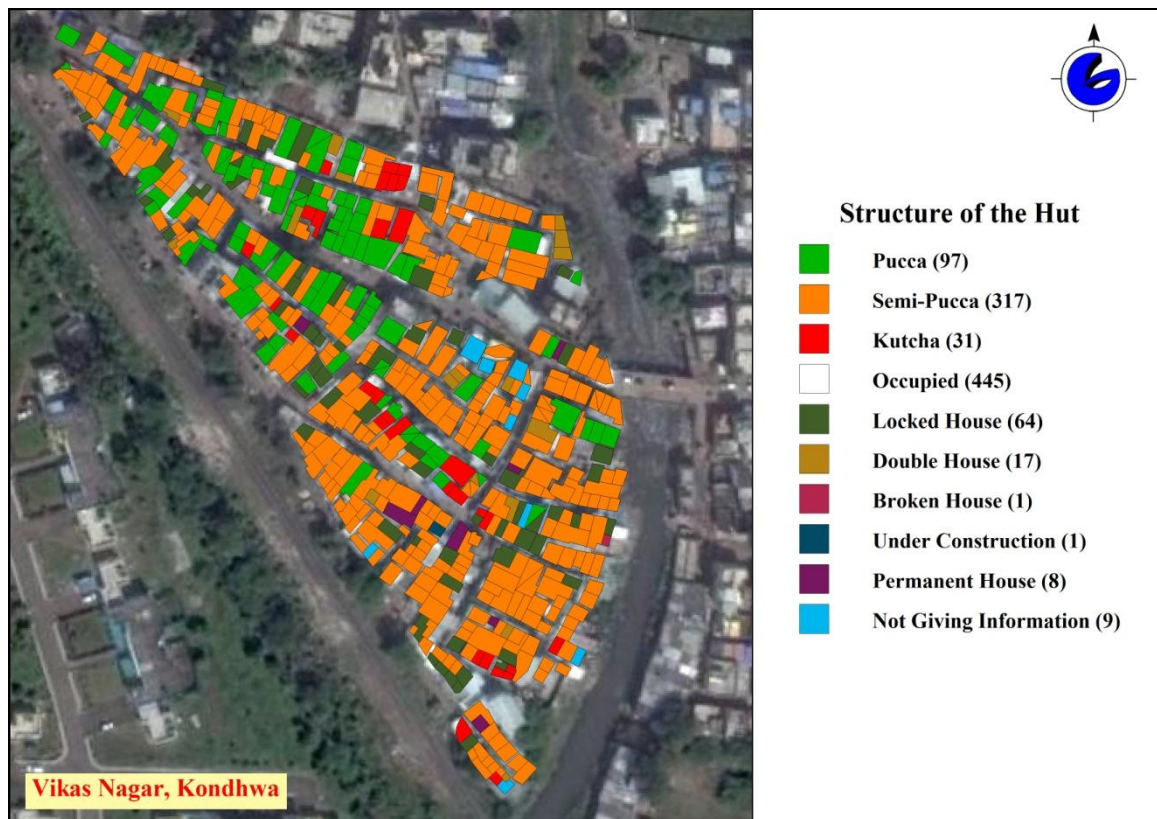 Structure of the Hut
Pucca (97)
Semi-Pucca (317)
Kutcha (31)
Occupied (445)
Locked House (64)
Double House (17)
Broken House (1)
Under Construction (1)
Permanent House (8)
Not Giving Information (9)
Vikas Nagar, Kondhwa